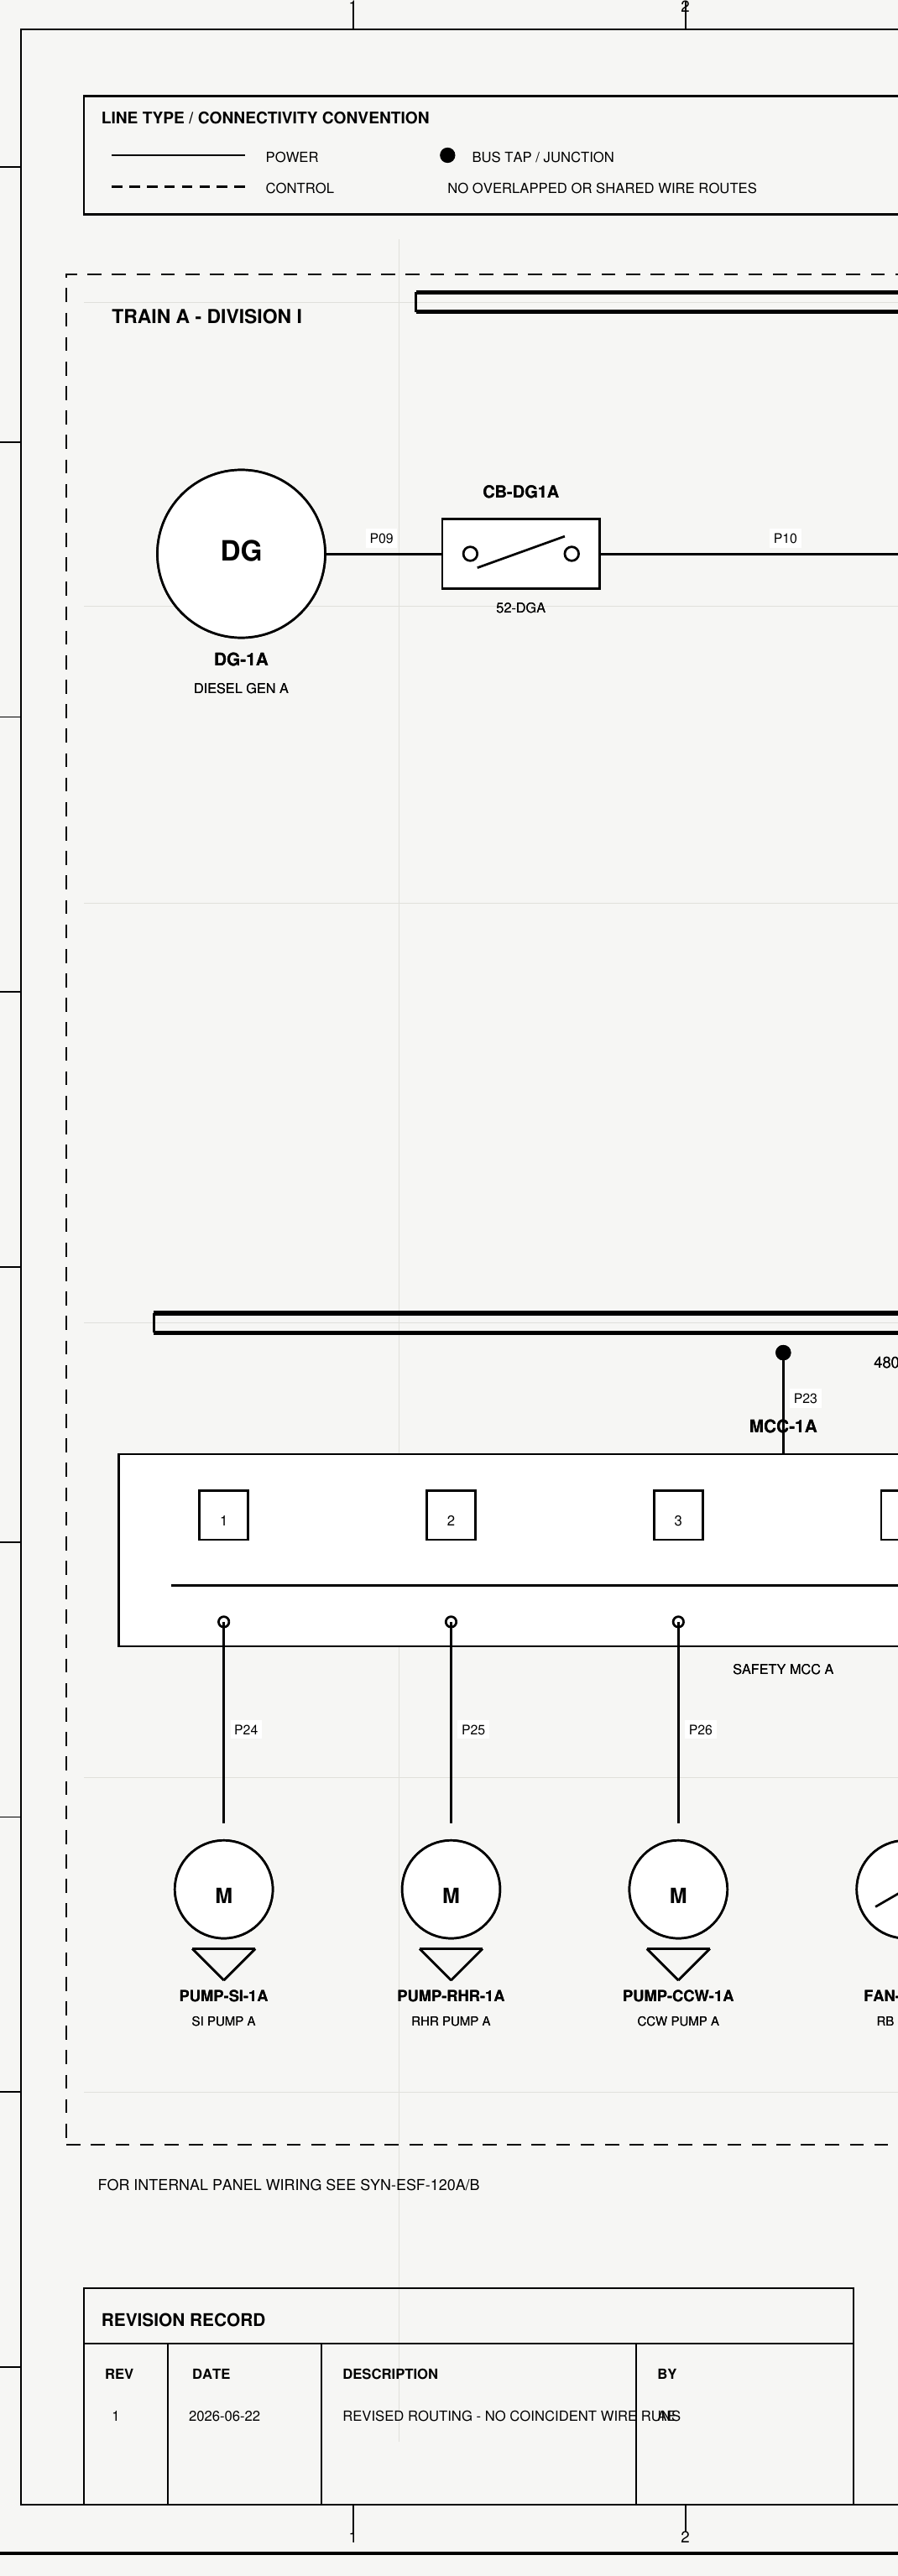 1 2
LINE TYPE / CONNECTIVITY CONVENTION
POWER BUS TAP / JUNCTION
CONTROL NO OVERLAPPED OR SHARED WIRE ROUTES
TRAIN A - DIVISION I
CB-DG1A
P09 P10
DG
52-DGA
DG-1A
DIESEL GEN A
480
P23
MCC-1A
1 2 3
SAFETY MCC A
P24 P25 P26
M M M
PUMP-SI-1A PUMP-RHR-1A PUMP-CCW-1A FAN-
SI PUMP A RHR PUMP A CCW PUMP A RB
FOR INTERNAL PANEL WIRING SEE SYN-ESF-120A/B
REVISION RECORD
REV DATE DESCRIPTION BY
1 2026-06-22 REVISED ROUTING - NO COINCIDENT WIRE RUNS
1 2